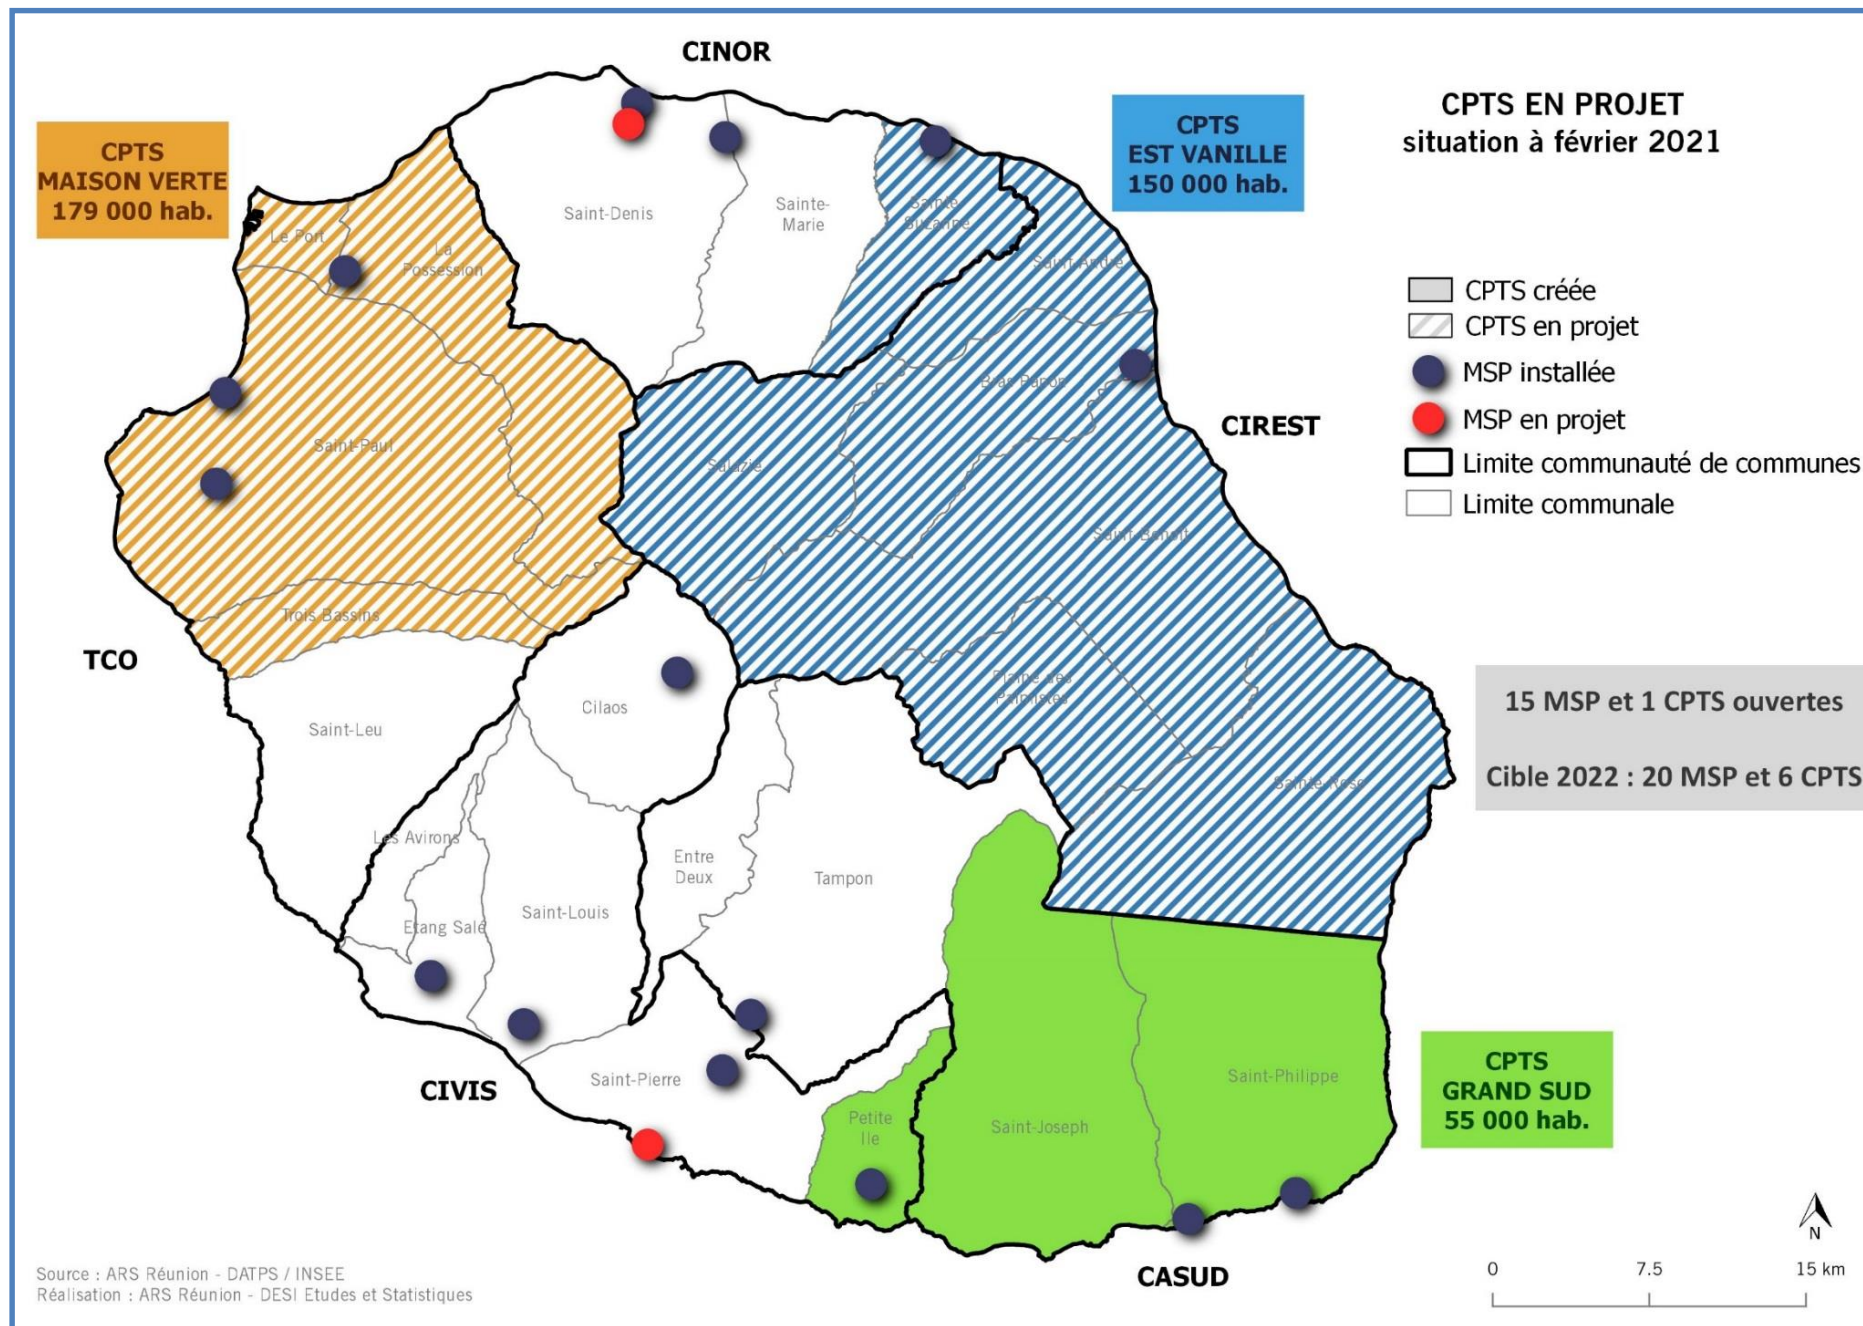 CINOR
CPTS EN PROJET
situation à février 2021
CPTS
MAISON VERTE
179 000 hab.
CPTS
EST VANILLE
150 000 hab.
Saint-Denis
Sainte-
Marie
Sainte
Suzanne
Le Port
La
Possession
Saint-André
CPTS créée
CPTS en projet
MSP installée
MSP en projet
Limite communauté de communes
Limite communale
Bras Panon
CIREST
Saint-Paul
Salazie
Saint-Benoit
Trois Bassins
TCO
Cilaos
Plaine des
Palmistes
Saint-Leu
15 MSP et 1 CPTS ouvertes
Cible 2022 : 20 MSP et 6 CPTS
Sainte-Rose
Les Avirons
Entre
Deux
Tampon
Etang Salé
Saint-Louis
CIVIS
Saint-Pierre
Petite
Ile
Saint-Joseph
Saint-Philippe
CPTS
GRAND SUD
55 000 hab.
CASUD
N
0 7.5 15 km
Source : ARS Réunion - DATPS / INSEE
Réalisation : ARS Réunion - DESI Etudes et Statistiques